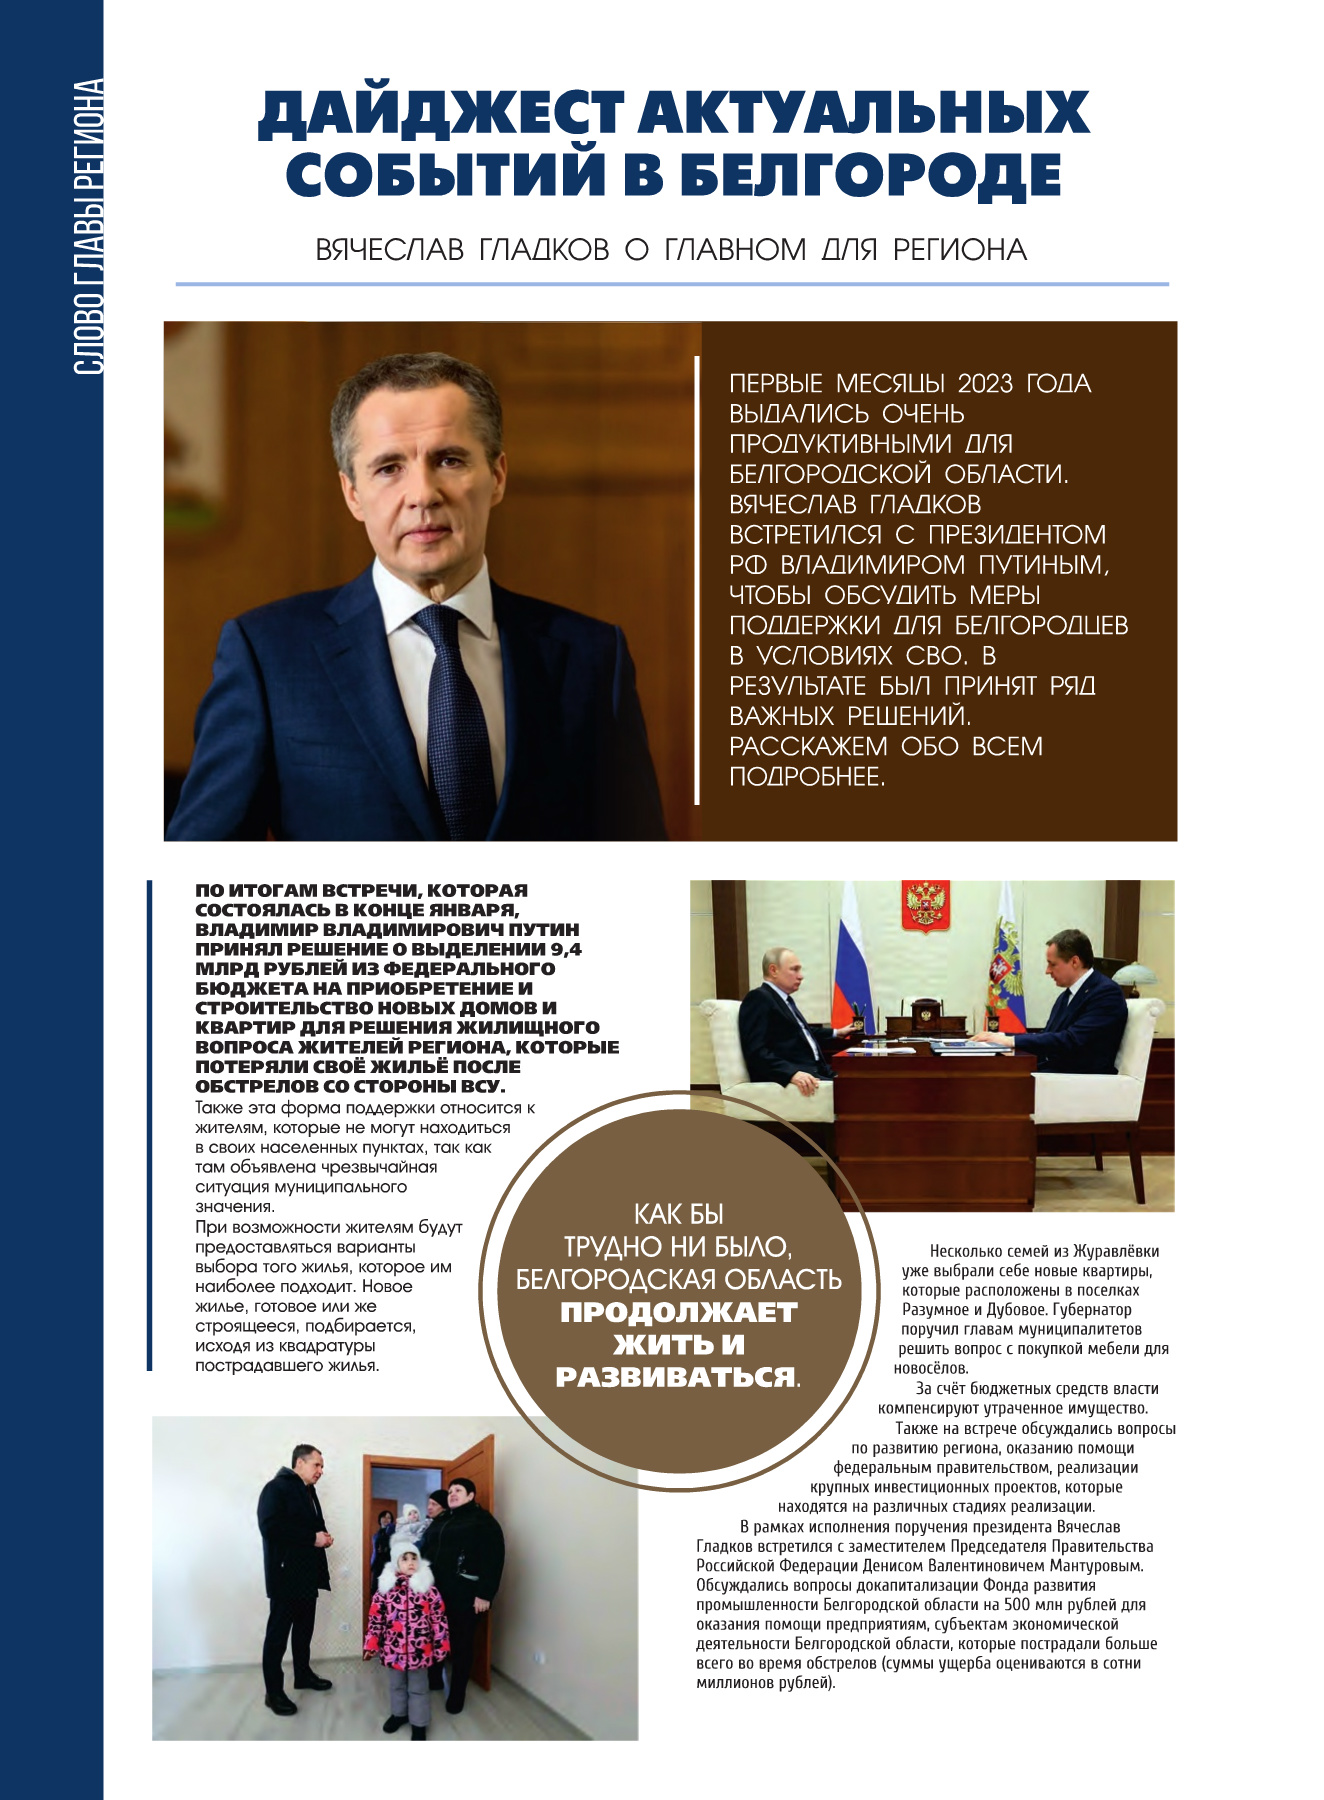 СЛОВО ГЛАВЫ РЕГИОНА
ДАЙДЖЕСТ АКТУАЛЬНЫХ
СОБЫТИЙ В БЕЛГОРОДЕ
ВЯЧЕСЛАВ ГЛАДКОВ О ГЛАВНОМ ДЛЯ РЕГИОНА
ПЕРВЫЕ МЕСЯЦЫ 2023 ГОДА
ВЫДАЛИСЬ ОЧЕНЬ
ПРОДУКТИВНЫМИ ДЛЯ
БЕЛГОРОДСКОЙ ОБЛАСТИ.
ВЯЧЕСЛАВ ГЛАДКОВ
ВСТРЕТИЛСЯ С ПРЕЗИДЕНТОМ
РФ ВЛАДИМИРОМ ПУТИНЫМ,
ЧТОБЫ ОБСУДИТЬ МЕРЫ
ПОДДЕРЖКИ ДЛЯ БЕЛГОРОДЦЕВ
В УСЛОВИЯХ СВО. В
РЕЗУЛЬТАТЕ БЫЛ ПРИНЯТ РЯД
ВАЖНЫХ РЕШЕНИЙ.
РАССКАЖЕМ ОБО ВСЕМ
ПОДРОБНЕЕ.
ПО ИТОГАМ ВСТРЕЧИ, КОТОРАЯ
СОСТОЯЛАСЬ В КОНЦЕ ЯНВАРЯ,
ВЛАДИМИР ВЛАДИМИРОВИЧ ПУТИН
ПРИНЯЛ РЕШЕНИЕ О ВЫДЕЛЕНИИ 9,4
МЛРД РУБЛЕЙ ИЗ ФЕДЕРАЛЬНОГО
БЮДЖЕТА НА ПРИОБРЕТЕНИЕ И
СТРОИТЕЛЬСТВО НОВЫХ ДОМОВ И
КВАРТИР ДЛЯ РЕШЕНИЯ ЖИЛИЩНОГО
ВОПРОСА ЖИТЕЛЕЙ РЕГИОНА, КОТОРЫЕ
ПОТЕРЯЛИ СВОЁ ЖИЛЬЁ ПОСЛЕ
ОБСТРЕЛОВ СО СТОРОНЫ ВСУ.
Также эта форма поддержки относится к
жителям, которые не могут находиться
в своих населенных пунктах, так как
там объявлена чрезвычайная
ситуация муниципального
значения.
При возможности жителям будут
предоставляться варианты
выбора того жилья, которое им
наиболее подходит. Новое
жилье, готовое или же
строящееся, подбирается,
исходя из квадратуры
пострадавшего жилья.
КАК БЫ
ТРУДНО НИ БЫЛО,
БЕЛГОРОДСКАЯ ОБЛАСТЬ
ПРОДОЛЖАЕТ
ЖИТЬ И
РАЗВИВАТЬСЯ.
Несколько семей из Журавлёвки
уже выбрали себе новые квартиры,
которые расположены в поселках
Разумное и Дубовое. Губернатор
поручил главам муниципалитетов
решить вопрос с покупкой мебели для
новосёлов.
За счёт бюджетных средств власти
компенсируют утраченное имущество.
Также на встрече обсуждались вопросы
по развитию региона, оказанию помощи
федеральным правительством, реализации
крупных инвестиционных проектов, которые
находятся на различных стадиях реализации.
В рамках исполнения поручения президента Вячеслав
Гладков встретился с заместителем Председателя Правительства
Российской Федерации Денисом Валентиновичем Мантуровым.
Обсуждались вопросы докапитализации Фонда развития
промышленности Белгородской области на 500 млн рублей для
оказания помощи предприятиям, субъектам экономической
деятельности Белгородской области, которые пострадали больше
всего во время обстрелов (суммы ущерба оцениваются в сотни
миллионов рублей).